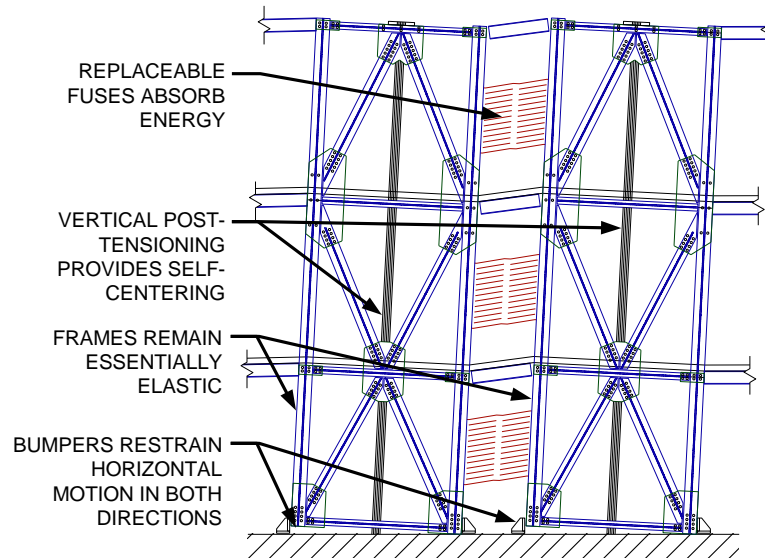 REPLACEABLE
FUSES ABSORB
ENERGY
VERTICAL POST-
TENSIONING
PROVIDES SELF-
CENTERING
FRAMES REMAIN
ESSENTIALLY
ELASTIC
BUMPERS RESTRAIN
HORIZONTAL
MOTION IN BOTH
DIRECTIONS